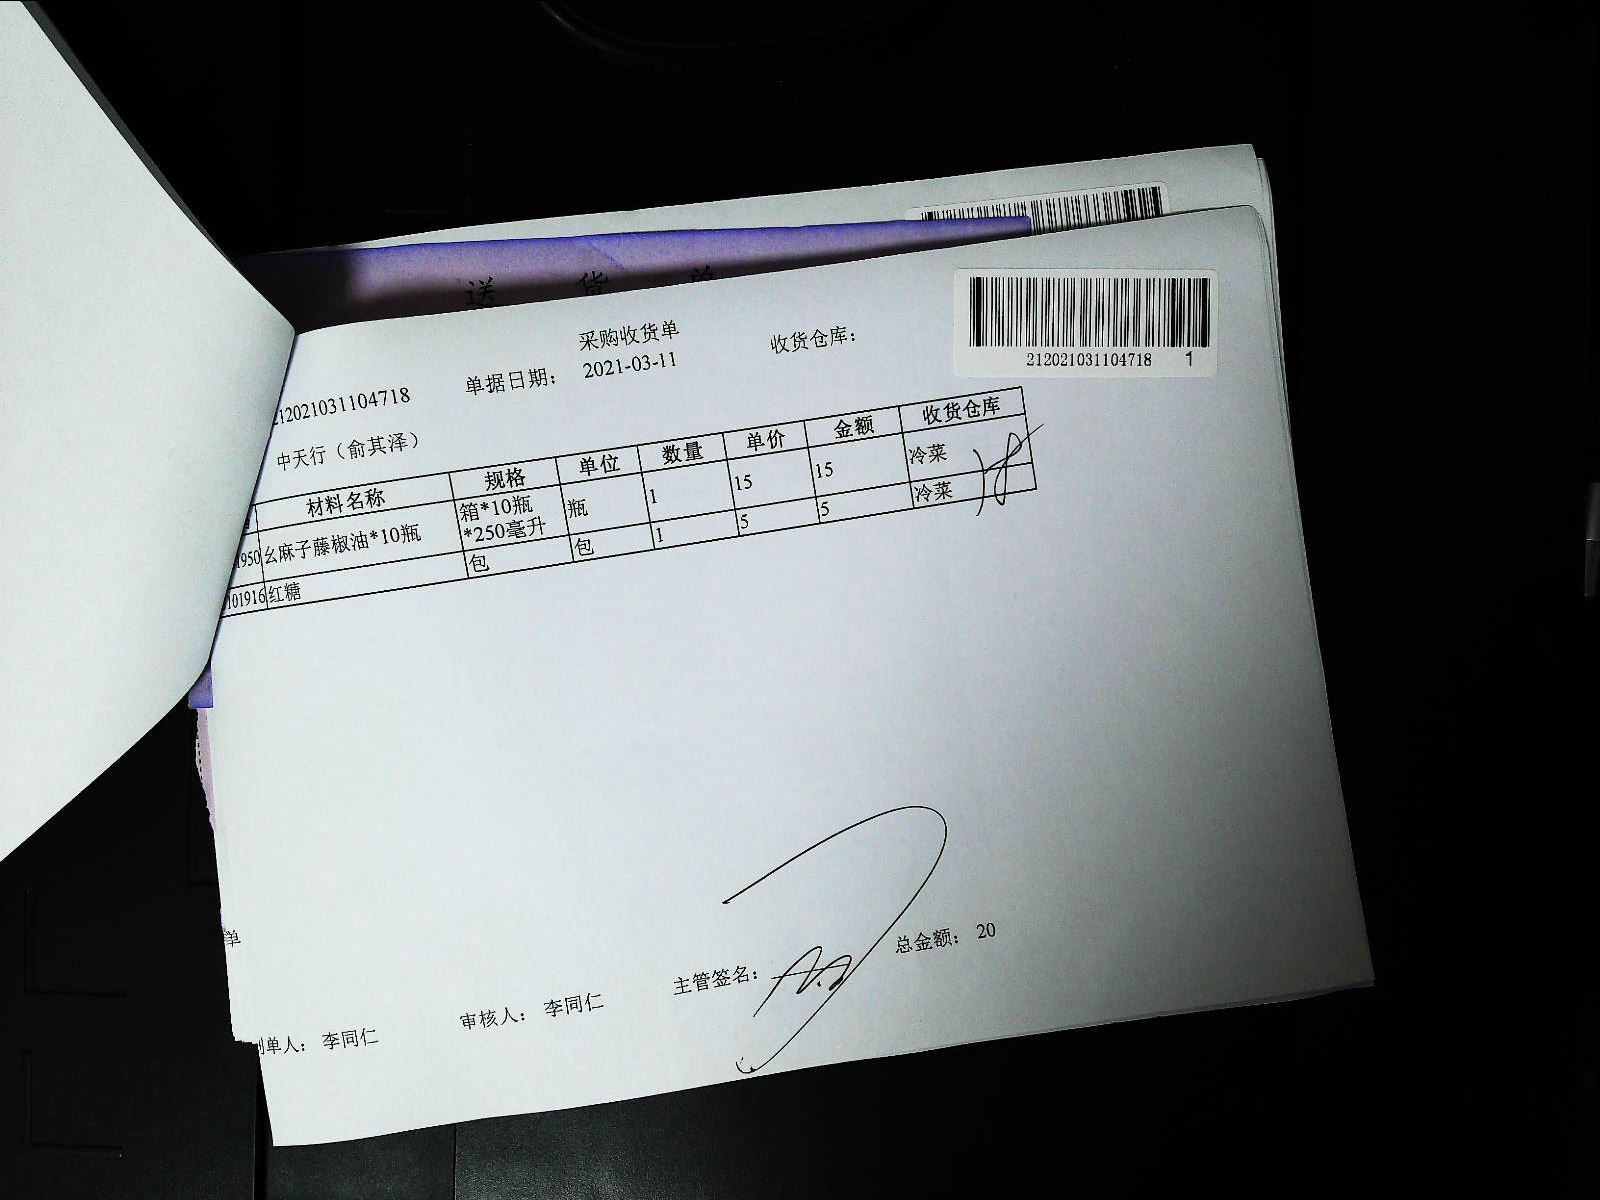 送 货 单
采购收货单
212021031104718 单据日期： 2021-03-11 收货仓库：
212021031104718 1
中天行（俞其泽）
材料名称 规格 单位 数量 单价 金额 收货仓库
1950 幺麻子藤椒油*10瓶 箱*10瓶*250毫升 瓶 1 15 15 冷菜
101916 红糖 包 包 1 5 5 冷菜
单
制单人： 李同仁 审核人： 李同仁 主管签名： 总金额： 20